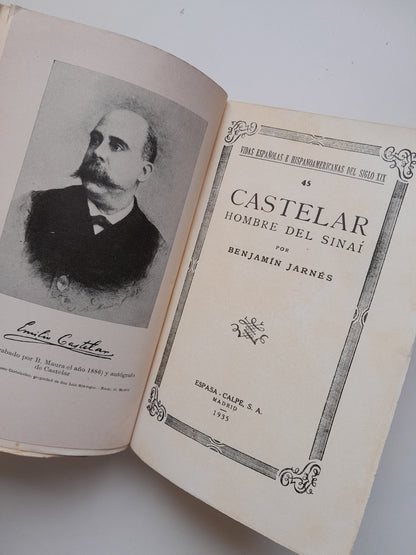 Emilio Castelar
rabado por B. Maura el año 1886) y autógrafo
de Castelar
VIDAS ESPAÑOLAS E HISPANOAMERICANAS DEL SIGLO XIX
45
CASTELAR
HOMBRE DEL SINAÍ
POR
BENJAMÍN JARNÉS
ESPASA-CALPE, S. A.
MADRID
1935